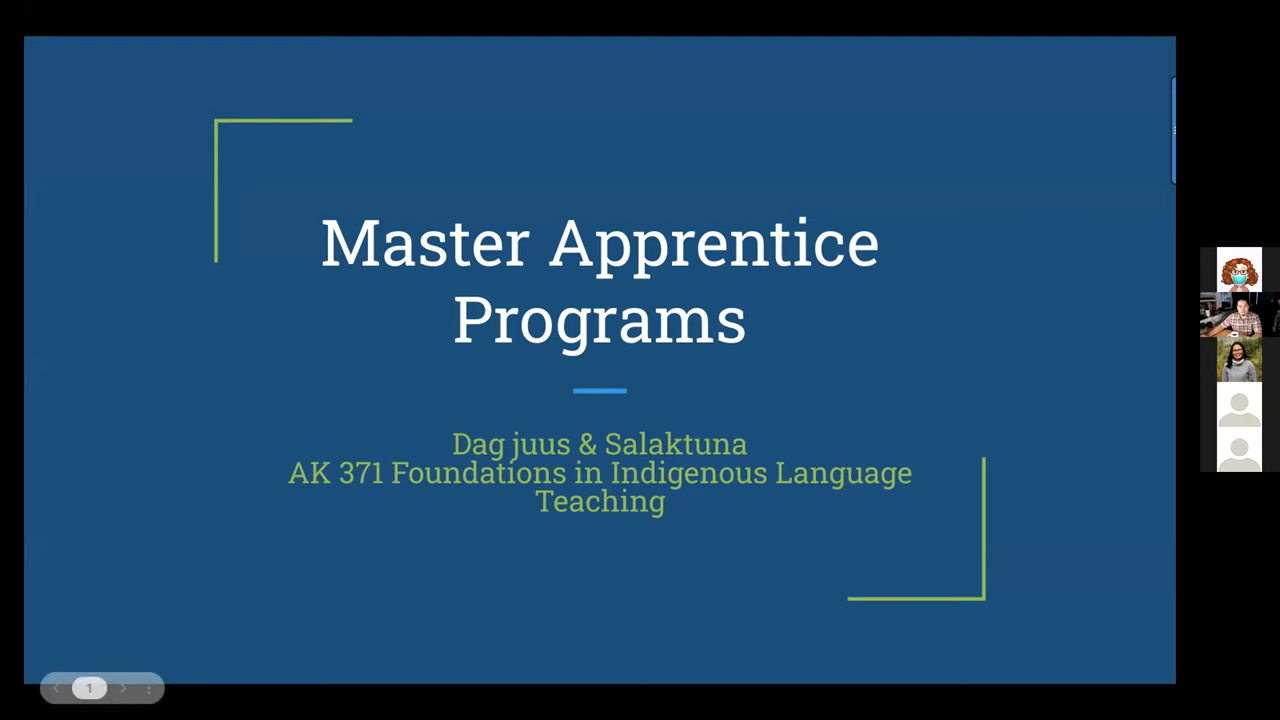 Master Apprentice
Programs
Dag juus & Salaktuna
AK 371 Foundations in Indigenous Language
Teaching
1